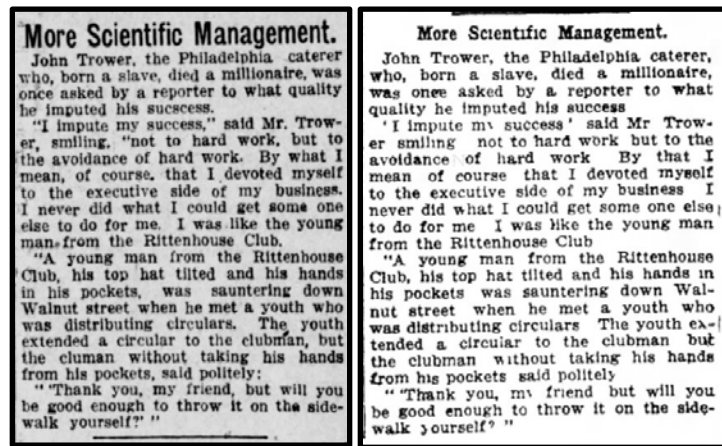 More Scientific Management.
John Trower, the Philadelphia caterer
who, born a slave, died a millionaire, was
once asked by a reporter to what quality
he imputed his sucscess.
"I impute my success," said Mr. Trow-
er, smiling. "not to hard work, but to
the avoidance of hard work. By what I
mean, of course, that I devoted myself
to the executive side of my business.
I never did what I could get some one
else to do for me. I was like the young
man from the Rittenhouse Club.
"A young man from the Rittenhouse
Club, his top hat tilted and his hands
in his pockets, was sauntering down
Walnut street when he met a youth who
was distributing circulars. The youth
extended a circular to the clubman, but
the cluman without taking his hands
from his pockets, said politely:
"'Thank you, my friend, but will you
be good enough to throw it on the side-
walk yourself?'"
More Scientific Management.
John Trower, the Philadelphia caterer,
who, born a slave, died a millionaire,
was once asked by a reporter to what
quality he imputed his success
'I impute my success' said Mr Trow-
er smiling not to hard work but to the
avoidance of hard work By that I
mean of course that I devoted myself
to the executive side of my business I
never did what I could get some one else
to do for me I was like the young man
from the Rittenhouse Club
"A young man from the Rittenhouse
Club, his top hat tilted and his hands in
his pockets was sauntering down Wal-
nut street when he met a youth who
was distributing circulars The youth ex-
tended a circular to the clubman but
the clubman without taking his hands
from his pockets said politely
"'Thank you, my friend but will you
be good enough to throw it on the side-
walk yourself?'"